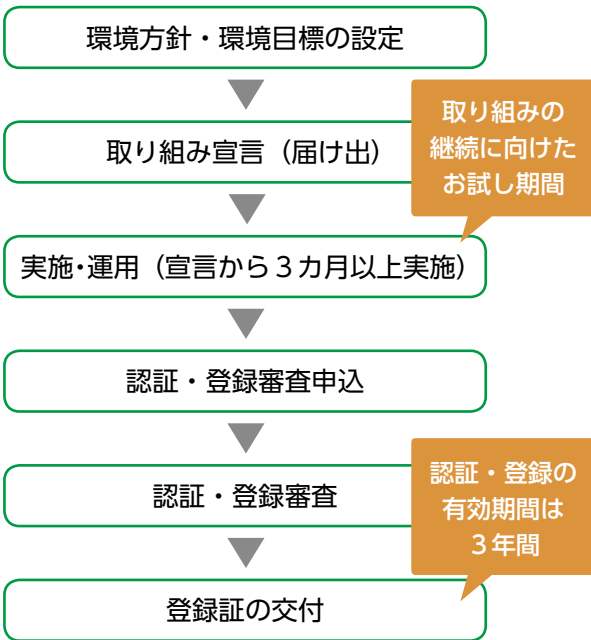 環境方針・環境目標の設定
取り組み宣言（届け出）
取り組みの
継続に向けた
お試し期間
実施・運用（宣言から３カ月以上実施）
認証・登録審査申込
認証・登録審査
認証・登録の
有効期間は
３年間
登録証の交付